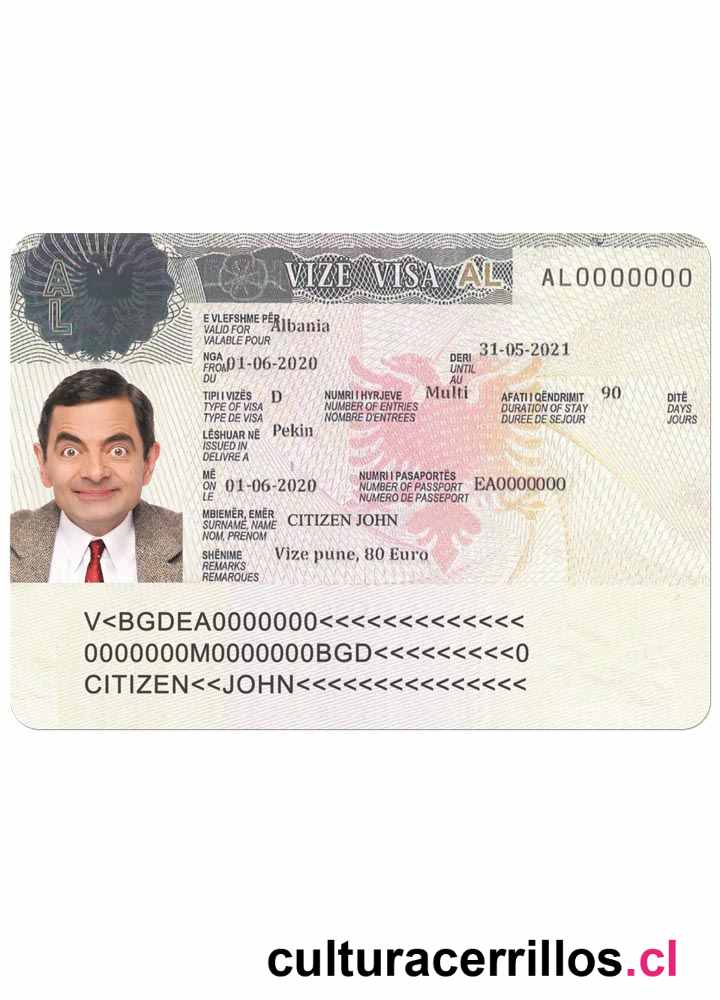 AL
VIZE VISA AL AL0000000
E VLEFSHME PËR
VALID FOR Albania
VALABLE POUR
NGA
FROM 01-06-2020
DU
DERI 31-05-2021
UNTIL
AU
TIPI I VIZËS D
TYPE OF VISA
TYPE DE VISA
NUMRI I HYRJEVE Multi
NUMBER OF ENTRIES
NOMBRE D'ENTREES
AFATI I QËNDRIMIT 90
DURATION OF STAY
DUREE DE SEJOUR
DITË
DAYS
JOURS
LËSHUAR NË Pekin
ISSUED IN
DELIVRE A
MË
ON 01-06-2020
LE
NUMRI I PASAPORTËS
NUMBER OF PASSPORT EA0000000
NUMERO DE PASSEPORT
MBIEMËR, EMËR
SURNAME, NAME CITIZEN JOHN
NOM, PRENOM
SHËNIME Vize pune, 80 Euro
REMARKS
REMARQUES
V<BGDEA0000000<<<<<<<<<<<<<
0000000M0000000BGD<<<<<<<<<0
CITIZEN<<JOHN<<<<<<<<<<<<<<<
culturacerrillos.cl